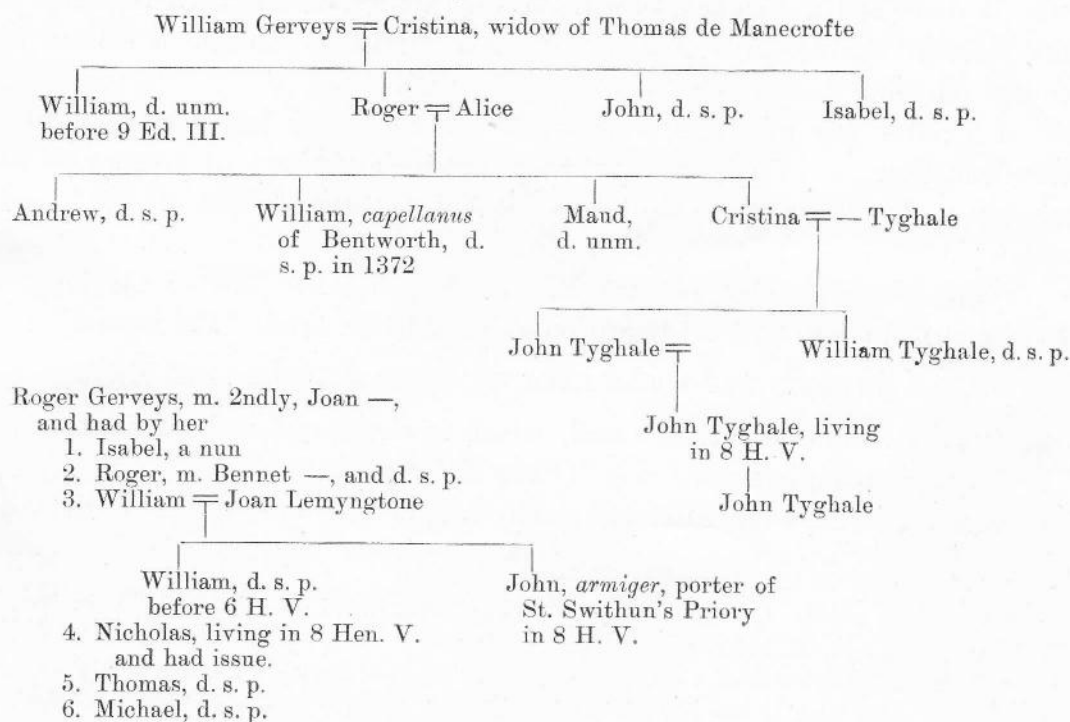 William Gerveys = Cristina, widow of Thomas de Manecrofte
William, d. unm.
before 9 Ed. III.
Roger = Alice
John, d. s. p.
Isabel, d. s. p.
Andrew, d. s. p.
William, capellanus
of Bentworth, d.
s. p. in 1372
Maud,
d. unm.
Cristina = — Tyghale
John Tyghale =
William Tyghale, d. s. p.
John Tyghale, living
in 8 H. V.
John Tyghale
Roger Gerveys, m. 2ndly, Joan —,
and had by her
1. Isabel, a nun
2. Roger, m. Bennet —, and d. s. p.
3. William = Joan Lemyngtone
William, d. s. p.
before 6 H. V.
John, armiger, porter of
St. Swithun's Priory
in 8 H. V.
4. Nicholas, living in 8 Hen. V.
and had issue.
5. Thomas, d. s. p.
6. Michael, d. s. p.